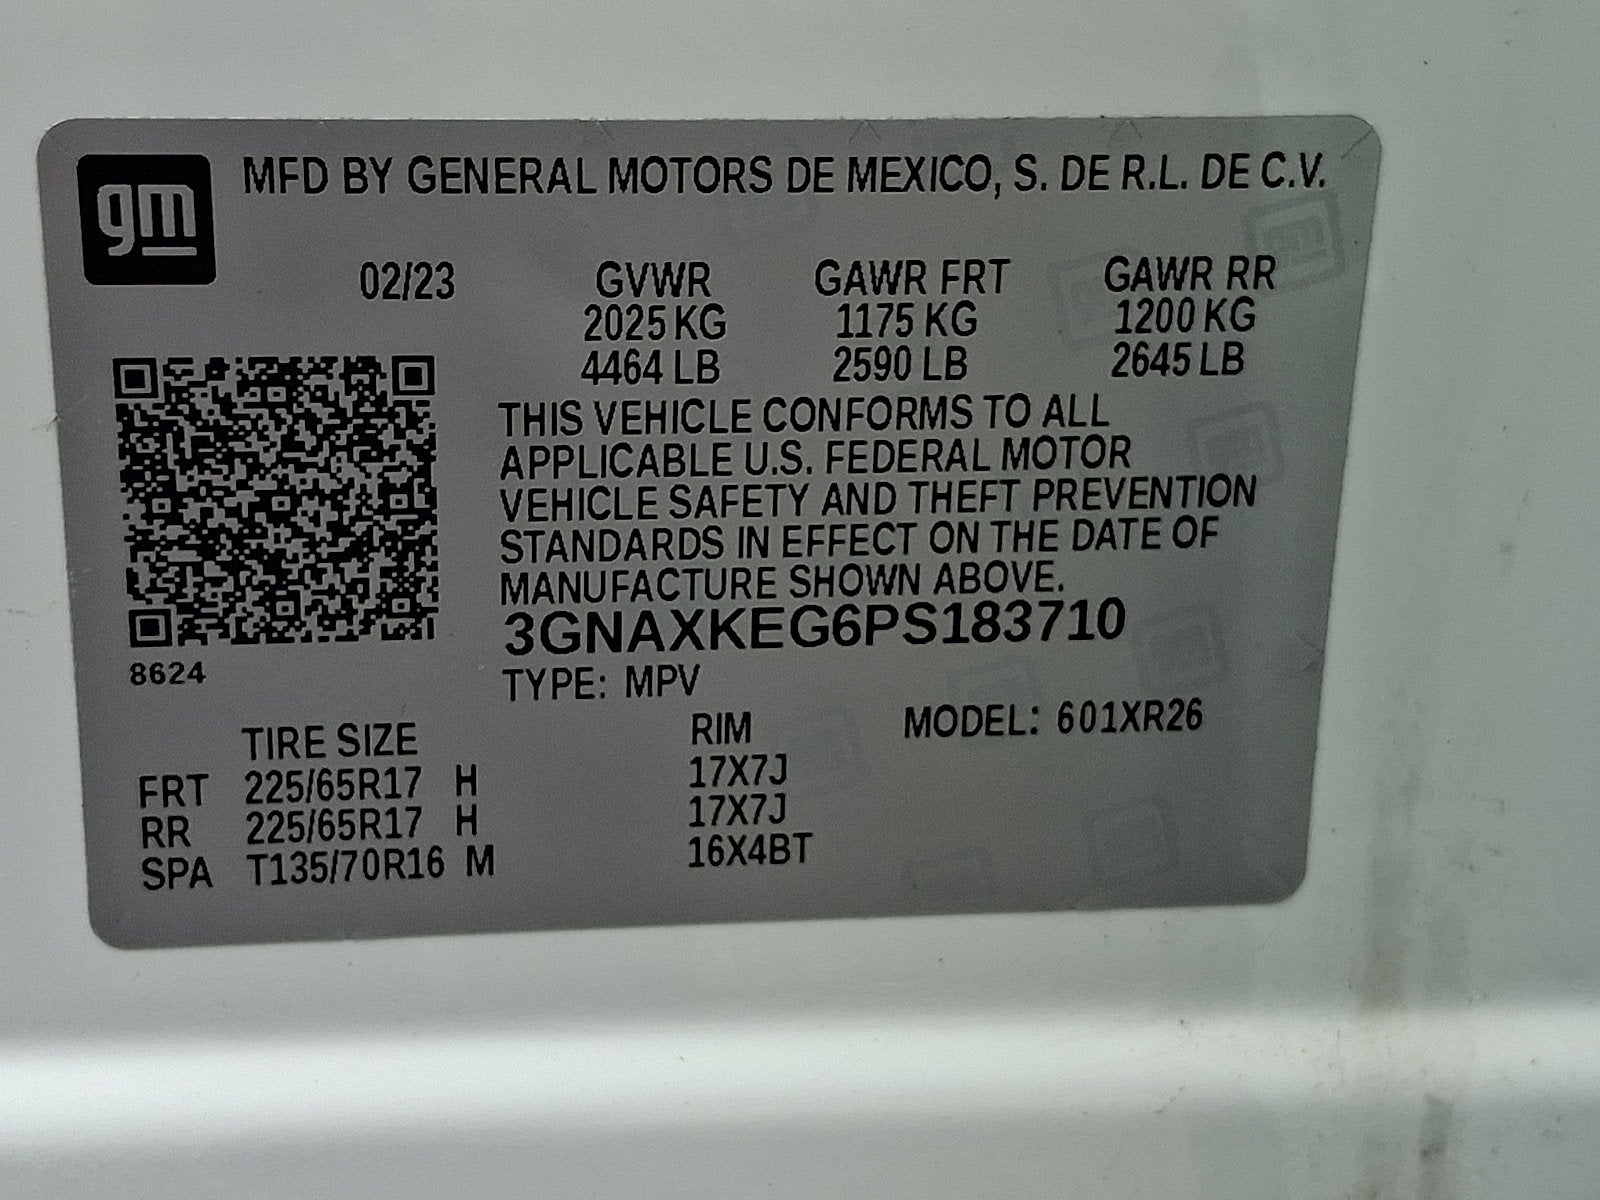 gm
MFD BY GENERAL MOTORS DE MEXICO, S. DE R.L. DE C.V.
02/23 GVWR GAWR FRT GAWR RR
2025 KG 1175 KG 1200 KG
4464 LB 2590 LB 2645 LB
THIS VEHICLE CONFORMS TO ALL
APPLICABLE U.S. FEDERAL MOTOR
VEHICLE SAFETY AND THEFT PREVENTION
STANDARDS IN EFFECT ON THE DATE OF
MANUFACTURE SHOWN ABOVE.
3GNAXKEG6PS183710
8624
TYPE: MPV
MODEL: 601XR26
TIRE SIZE RIM
FRT 225/65R17 H 17X7J
RR 225/65R17 H 17X7J
SPA T135/70R16 M 16X4BT